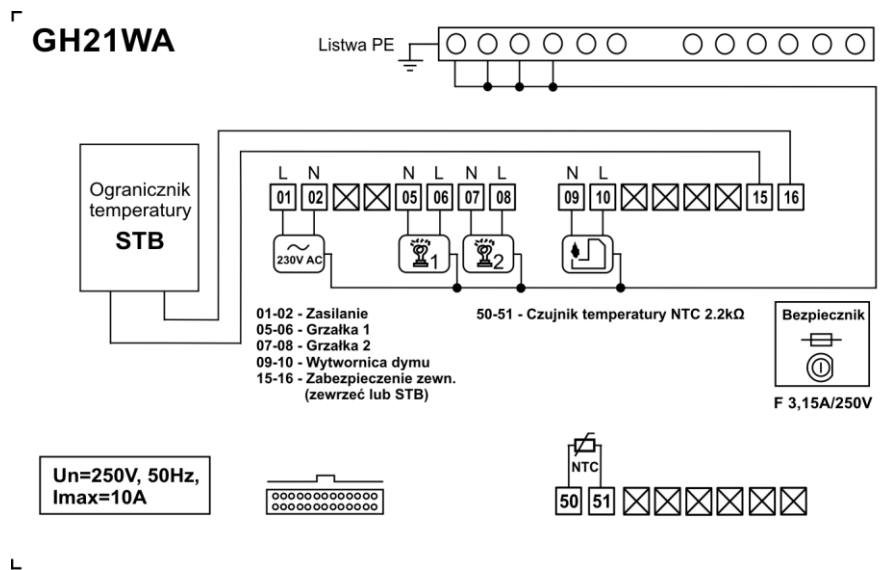 GH21WA
Listwa PE
Ogranicznik
temperatury
STB
L N N L N L N L
01 02 05 06 07 08 09 10 15 16
230V AC 1 2
01-02 - Zasilanie
05-06 - Grzałka 1
07-08 - Grzałka 2
09-10 - Wytwornica dymu
15-16 - Zabezpieczenie zewn.
(zewrzeć lub STB)
50-51 - Czujnik temperatury NTC 2.2kΩ
Bezpiecznik
F 3,15A/250V
Un=250V, 50Hz,
Imax=10A
NTC
50 51